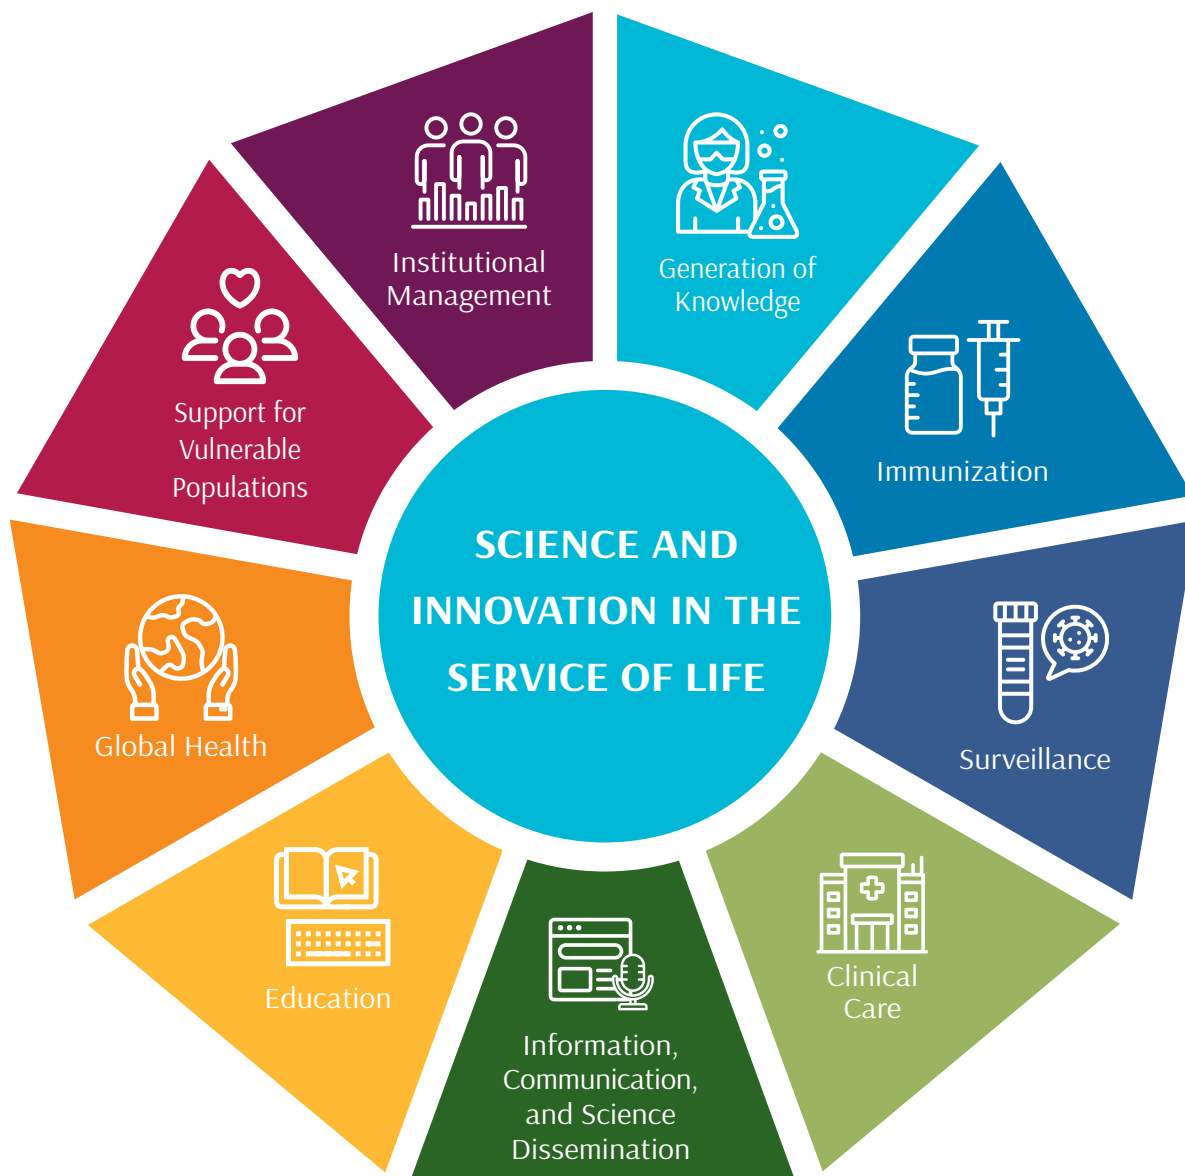 Institutional
Management
Generation of
Knowledge
Immunization
Surveillance
Clinical
Care
Information,
Communication,
and Science
Dissemination
Education
Global Health
Support for
Vulnerable
Populations
SCIENCE AND
INNOVATION IN THE
SERVICE OF LIFE